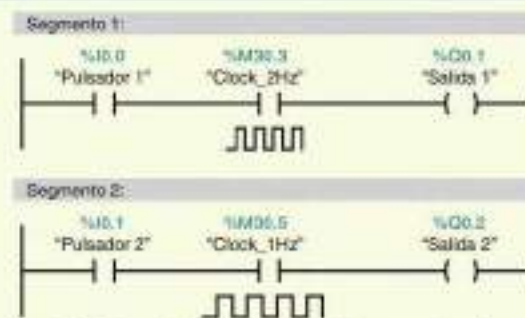 Segmento 1:
%I0.0 %M30.3 %Q0.1
"Pulsador 1" "Clock_2Hz" "Salida 1"
Segmento 2:
%I0.1 %M30.5 %Q0.2
"Pulsador 2" "Clock_1Hz" "Salida 2"